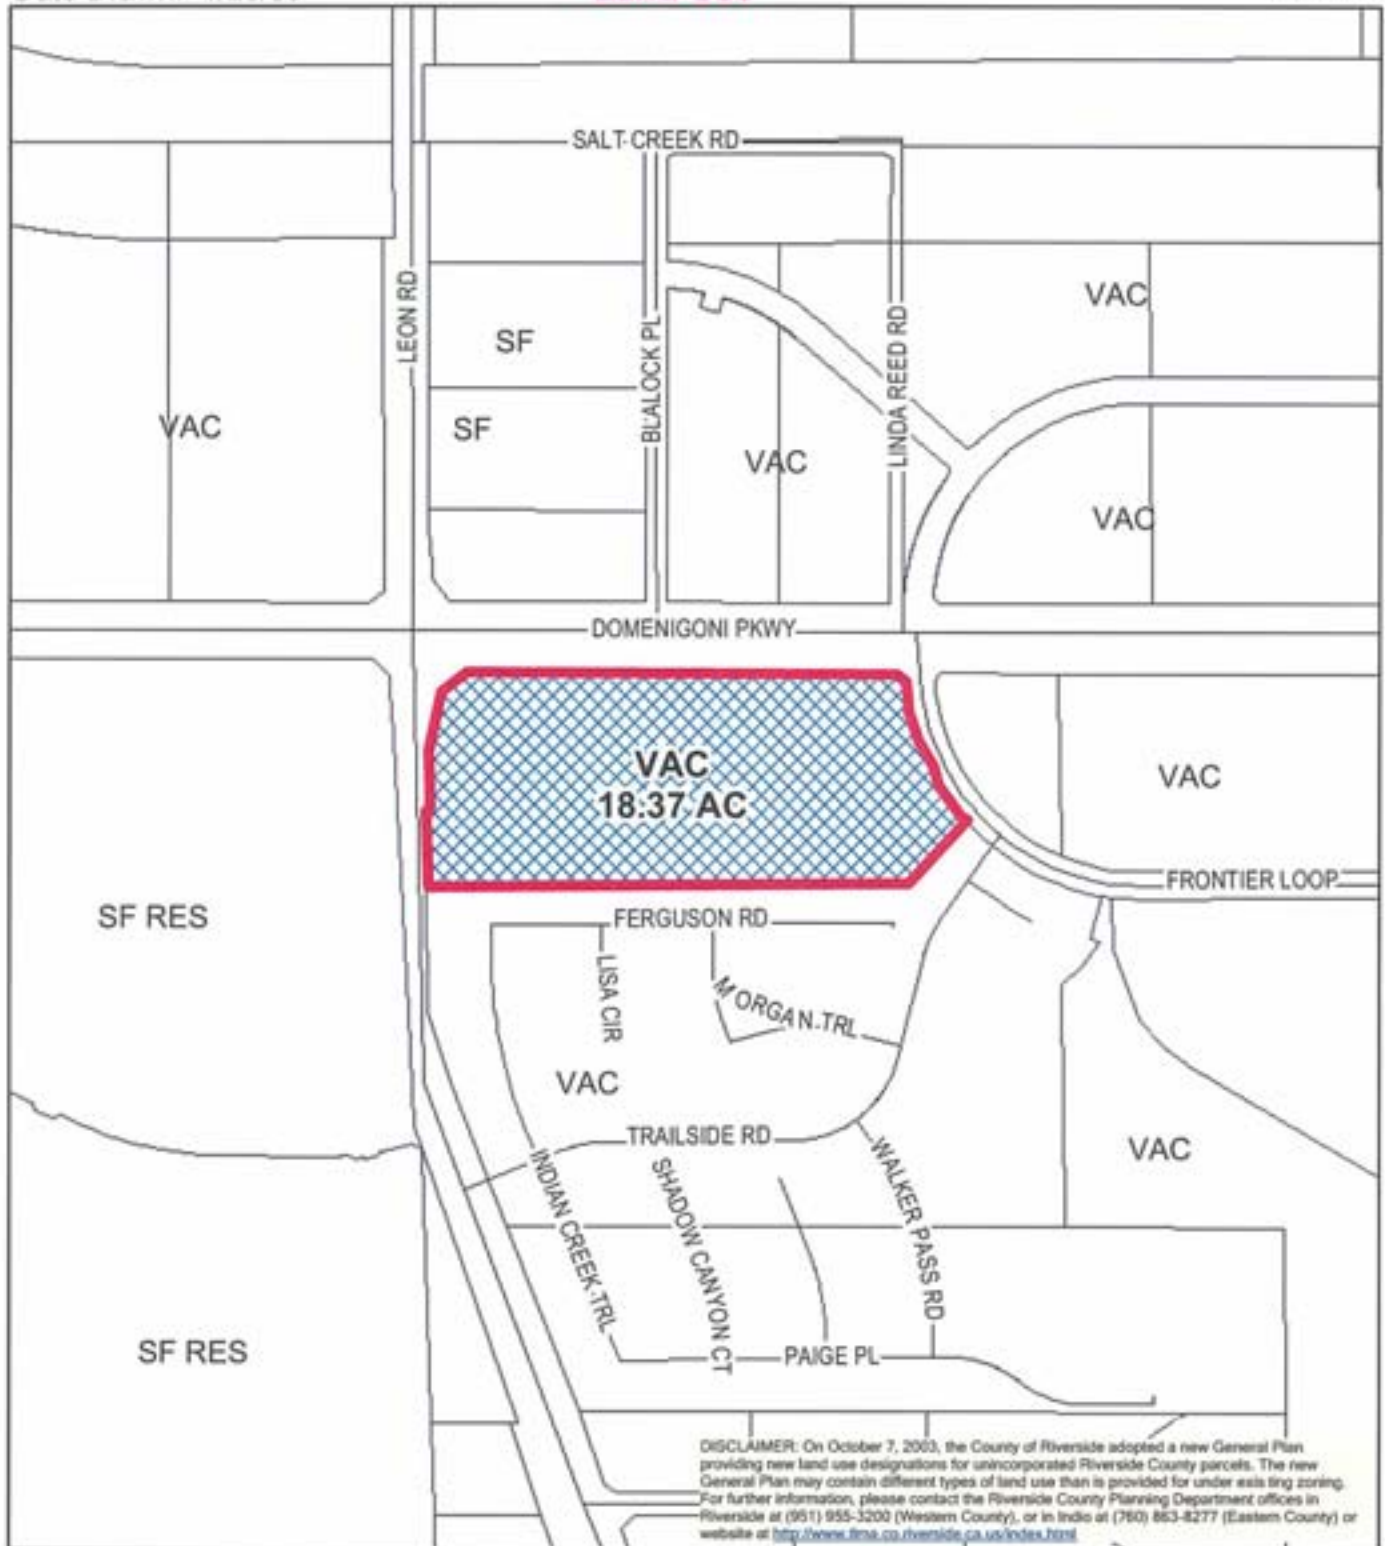 SALT CREEK RD
LEON RD
BLALOCK PL
LINDA REED RD
VAC
SF
VAC
SF
VAC
VAC
DOMENIGONI PKWY
VAC
18.37 AC
VAC
FRONTIER LOOP
SF RES
FERGUSON RD
LISA CIR
MORGAN TRL
VAC
TRAILSIDE RD
VAC
INDIAN CREEK TRL
SHADOW CANYON CT
WALKER PASS RD
SF RES
PAIGE PL
DISCLAIMER: On October 7, 2003, the County of Riverside adopted a new General Plan
providing new land use designations for unincorporated Riverside County parcels. The new
General Plan may contain different types of land use than is provided for under existing zoning.
For further information, please contact the Riverside County Planning Department offices in
Riverside at (951) 955-3200 (Western County), or in Indio at (760) 863-8277 (Eastern County) or
website at http://www.tlma.co.riverside.ca.us/index.html